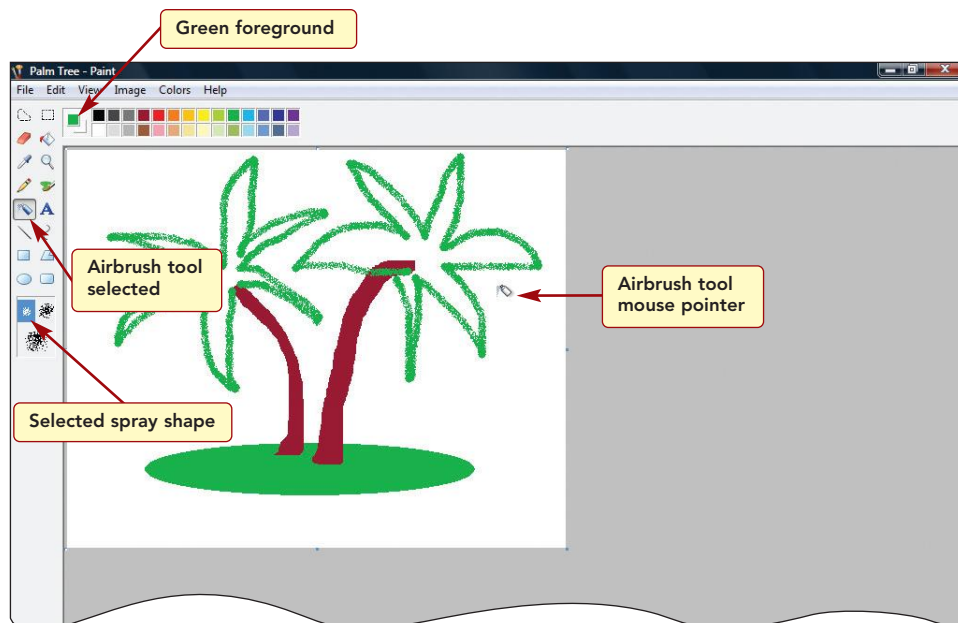 Green foreground
Palm Tree - Paint
File Edit View Image Colors Help
A
Airbrush tool
selected
Airbrush tool
mouse pointer
Selected spray shape